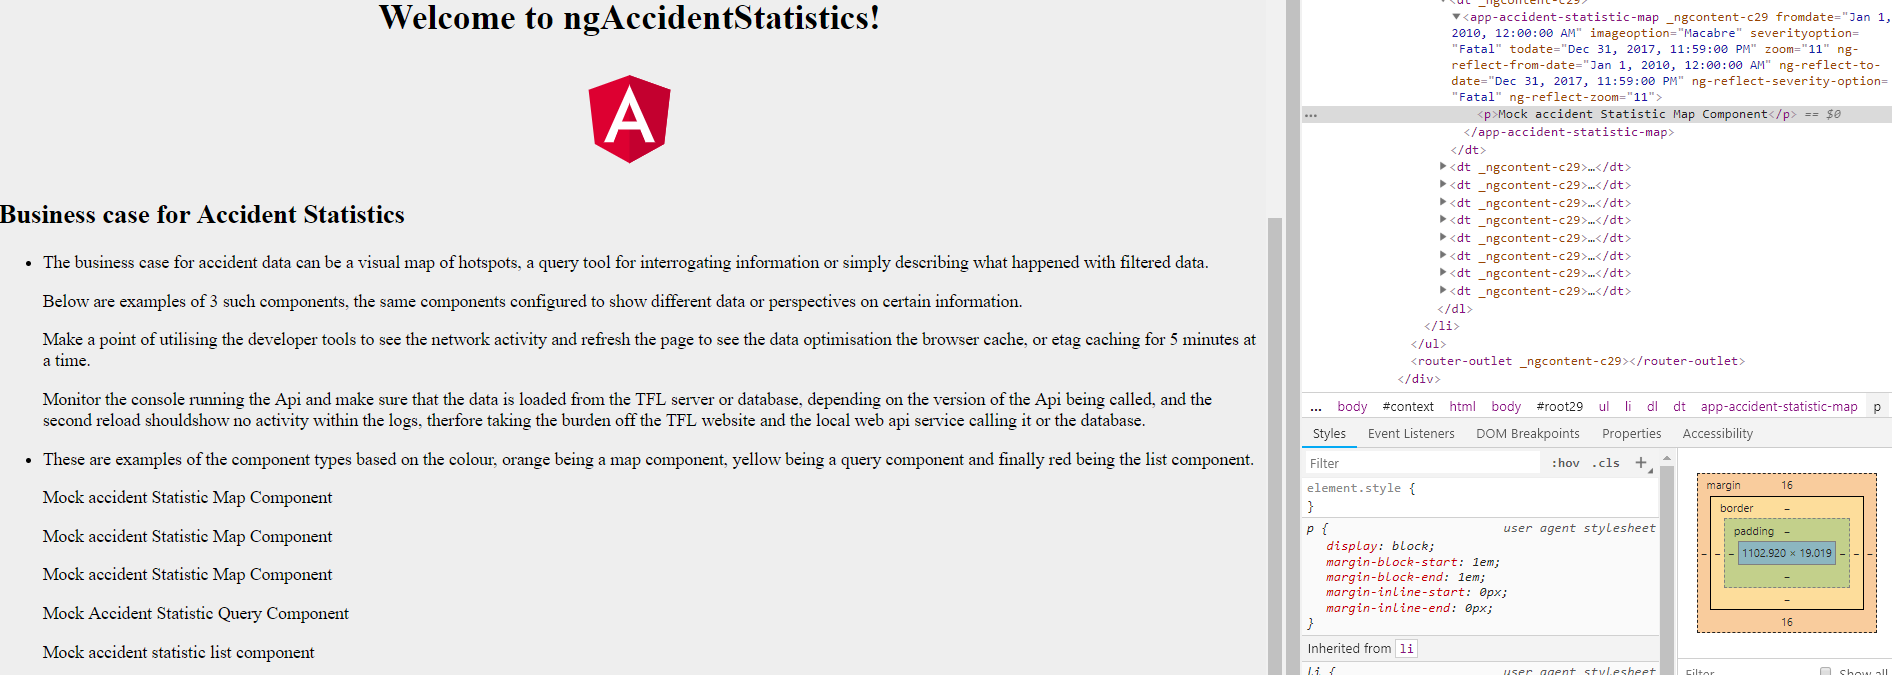 Welcome to ngAccidentStatistics!
A
Business case for Accident Statistics
• The business case for accident data can be a visual map of hotspots, a query tool for interrogating information or simply describing what happened with filtered data.
Below are examples of 3 such components, the same components configured to show different data or perspectives on certain information.
Make a point of utilising the developer tools to see the network activity and refresh the page to see the data optimisation the browser cache, or etag caching for 5 minutes at
a time.
Monitor the console running the Api and make sure that the data is loaded from the TFL server or database, depending on the version of the Api being called, and the
second reload shouldshow no activity within the logs, therfore taking the burden off the TFL website and the local web api service calling it or the database.
• These are examples of the component types based on the colour, orange being a map component, yellow being a query component and finally red being the list component.
Mock accident Statistic Map Component
Mock accident Statistic Map Component
Mock accident Statistic Map Component
Mock Accident Statistic Query Component
Mock accident statistic list component
▼<dt _ngcontent-c29>
▼<app-accident-statistic-map _ngcontent-c29 fromdate="Jan 1,
2010, 12:00:00 AM" imageoption="Macabre" severityoption=
"Fatal" todate="Dec 31, 2017, 11:59:00 PM" zoom="11" ng-
reflect-from-date="Jan 1, 2010, 12:00:00 AM" ng-reflect-to-
date="Dec 31, 2017, 11:59:00 PM" ng-reflect-severity-option=
"Fatal" ng-reflect-zoom="11">
... <p>Mock accident Statistic Map Component</p> == $0
</app-accident-statistic-map>
</dt>
▶<dt _ngcontent-c29>…</dt>
▶<dt _ngcontent-c29>…</dt>
▶<dt _ngcontent-c29>…</dt>
▶<dt _ngcontent-c29>…</dt>
▶<dt _ngcontent-c29>…</dt>
▶<dt _ngcontent-c29>…</dt>
▶<dt _ngcontent-c29>…</dt>
▶<dt _ngcontent-c29>…</dt>
</dl>
</li>
</ul>
<router-outlet _ngcontent-c29></router-outlet>
</div>
... body #context html body #root29 ul li dl dt app-accident-statistic-map p
Styles Event Listeners DOM Breakpoints Properties Accessibility
Filter :hov .cls +
element.style {
}
p { user agent stylesheet
display: block;
margin-block-start: 1em;
margin-block-end: 1em;
margin-inline-start: 0px;
margin-inline-end: 0px;
}
Inherited from li
li { user agent stylesheet
margin 16
border –
padding –
– – – 1102.920 × 19.019 – – –
–
–
16
Filter Show all